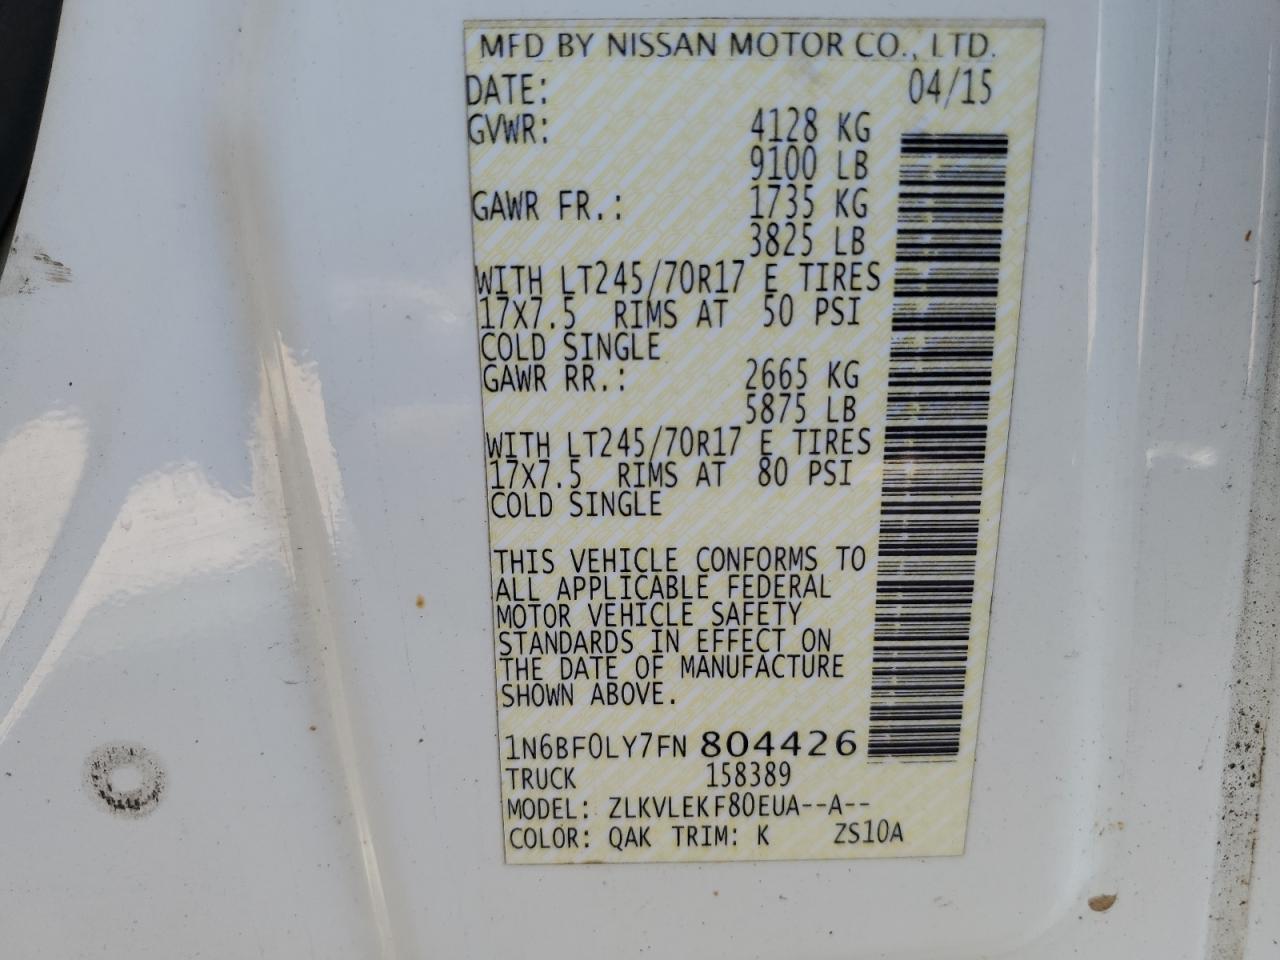 MFD BY NISSAN MOTOR CO., LTD.
DATE: 04/15
GVWR: 4128 KG
9100 LB
GAWR FR.: 1735 KG
3825 LB
WITH LT245/70R17 E TIRES
17X7.5 RIMS AT 50 PSI
COLD SINGLE
GAWR RR.: 2665 KG
5875 LB
WITH LT245/70R17 E TIRES
17X7.5 RIMS AT 80 PSI
COLD SINGLE
THIS VEHICLE CONFORMS TO
ALL APPLICABLE FEDERAL
MOTOR VEHICLE SAFETY
STANDARDS IN EFFECT ON
THE DATE OF MANUFACTURE
SHOWN ABOVE.
1N6BF0LY7FN 804426
TRUCK 158389
MODEL: ZLKVLEKF80EUA--A--
COLOR: QAK TRIM: K ZS10A